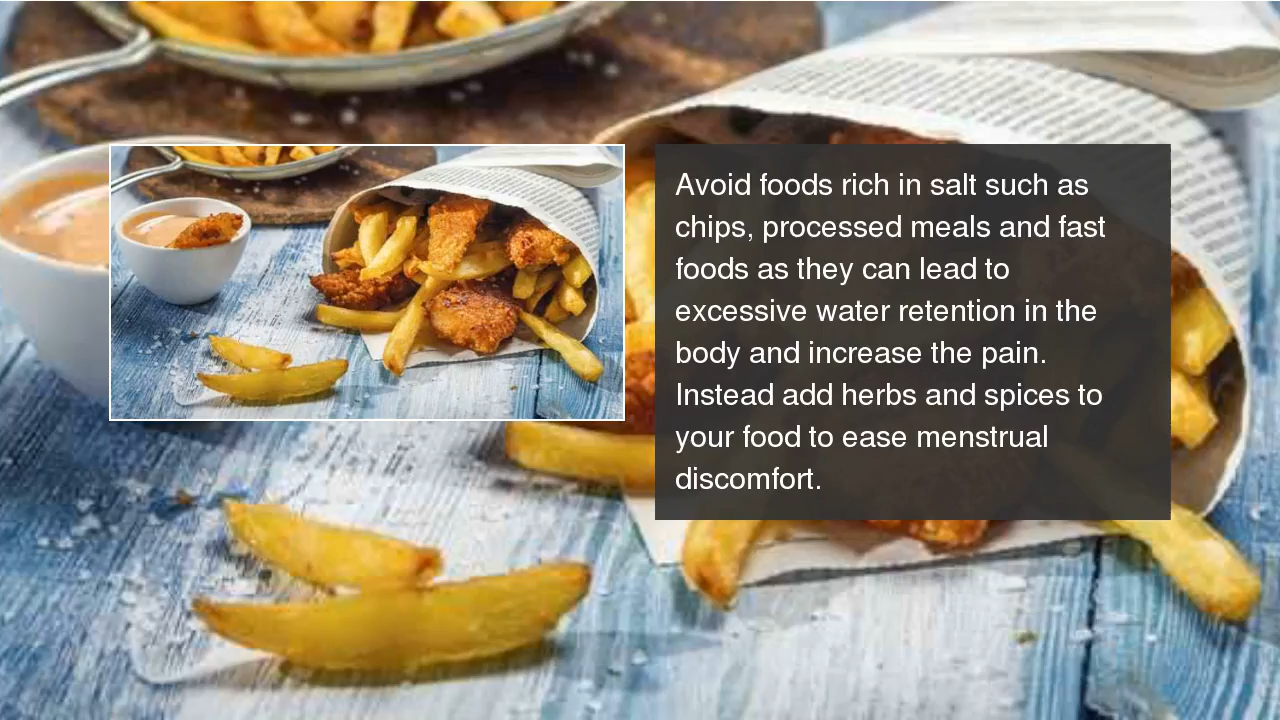 Avoid foods rich in salt such as
chips, processed meals and fast
foods as they can lead to
excessive water retention in the
body and increase the pain.
Instead add herbs and spices to
your food to ease menstrual
discomfort.